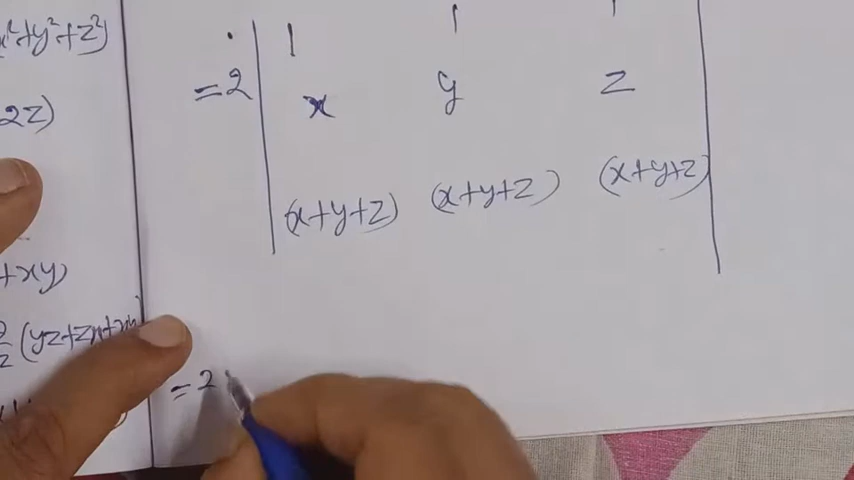 x²+y²+z²)
2z)
+xy)
(yz+zx+xy
= 2 | 1 1 1 |
x y z
(x+y+z) (x+y+z) (x+y+z)
= 2